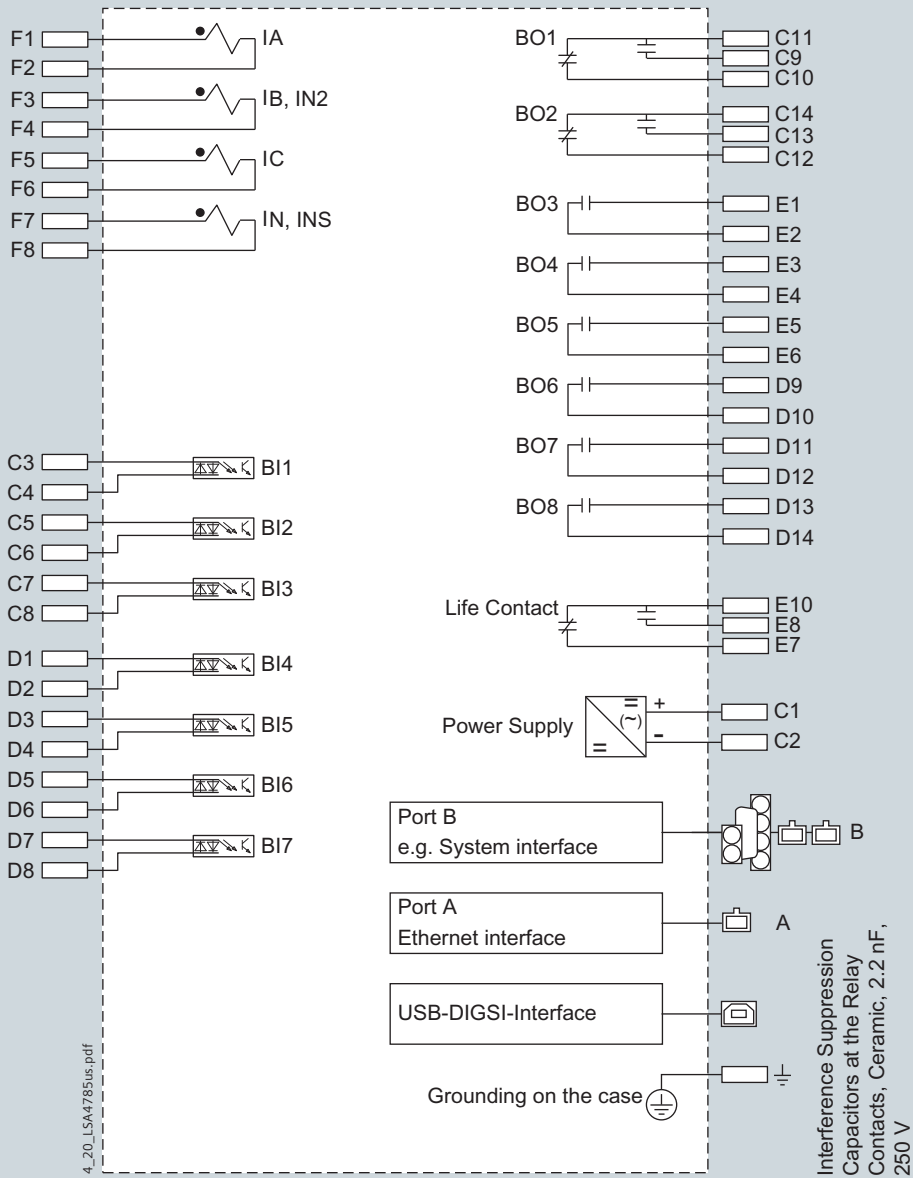 F1
IA
F2
F3
IB, IN2
F4
F5
IC
F6
F7
IN, INS
F8
C3
BI1
C4
C5
BI2
C6
C7
BI3
C8
D1
BI4
D2
D3
BI5
D4
D5
BI6
D6
D7
BI7
D8
BO1
C11
C9
C10
BO2
C14
C13
C12
BO3
E1
E2
BO4
E3
E4
BO5
E5
E6
BO6
D9
D10
BO7
D11
D12
BO8
D13
D14
Life Contact
E10
E8
E7
Power Supply
=
(~)
=
+
-
C1
C2
Port B
e.g. System interface
B
Port A
Ethernet interface
A
USB-DIGSI-Interface
Grounding on the case
Interference Suppression
Capacitors at the Relay
Contacts, Ceramic, 2.2 nF,
250 V
4_20_LSA4785us.pdf